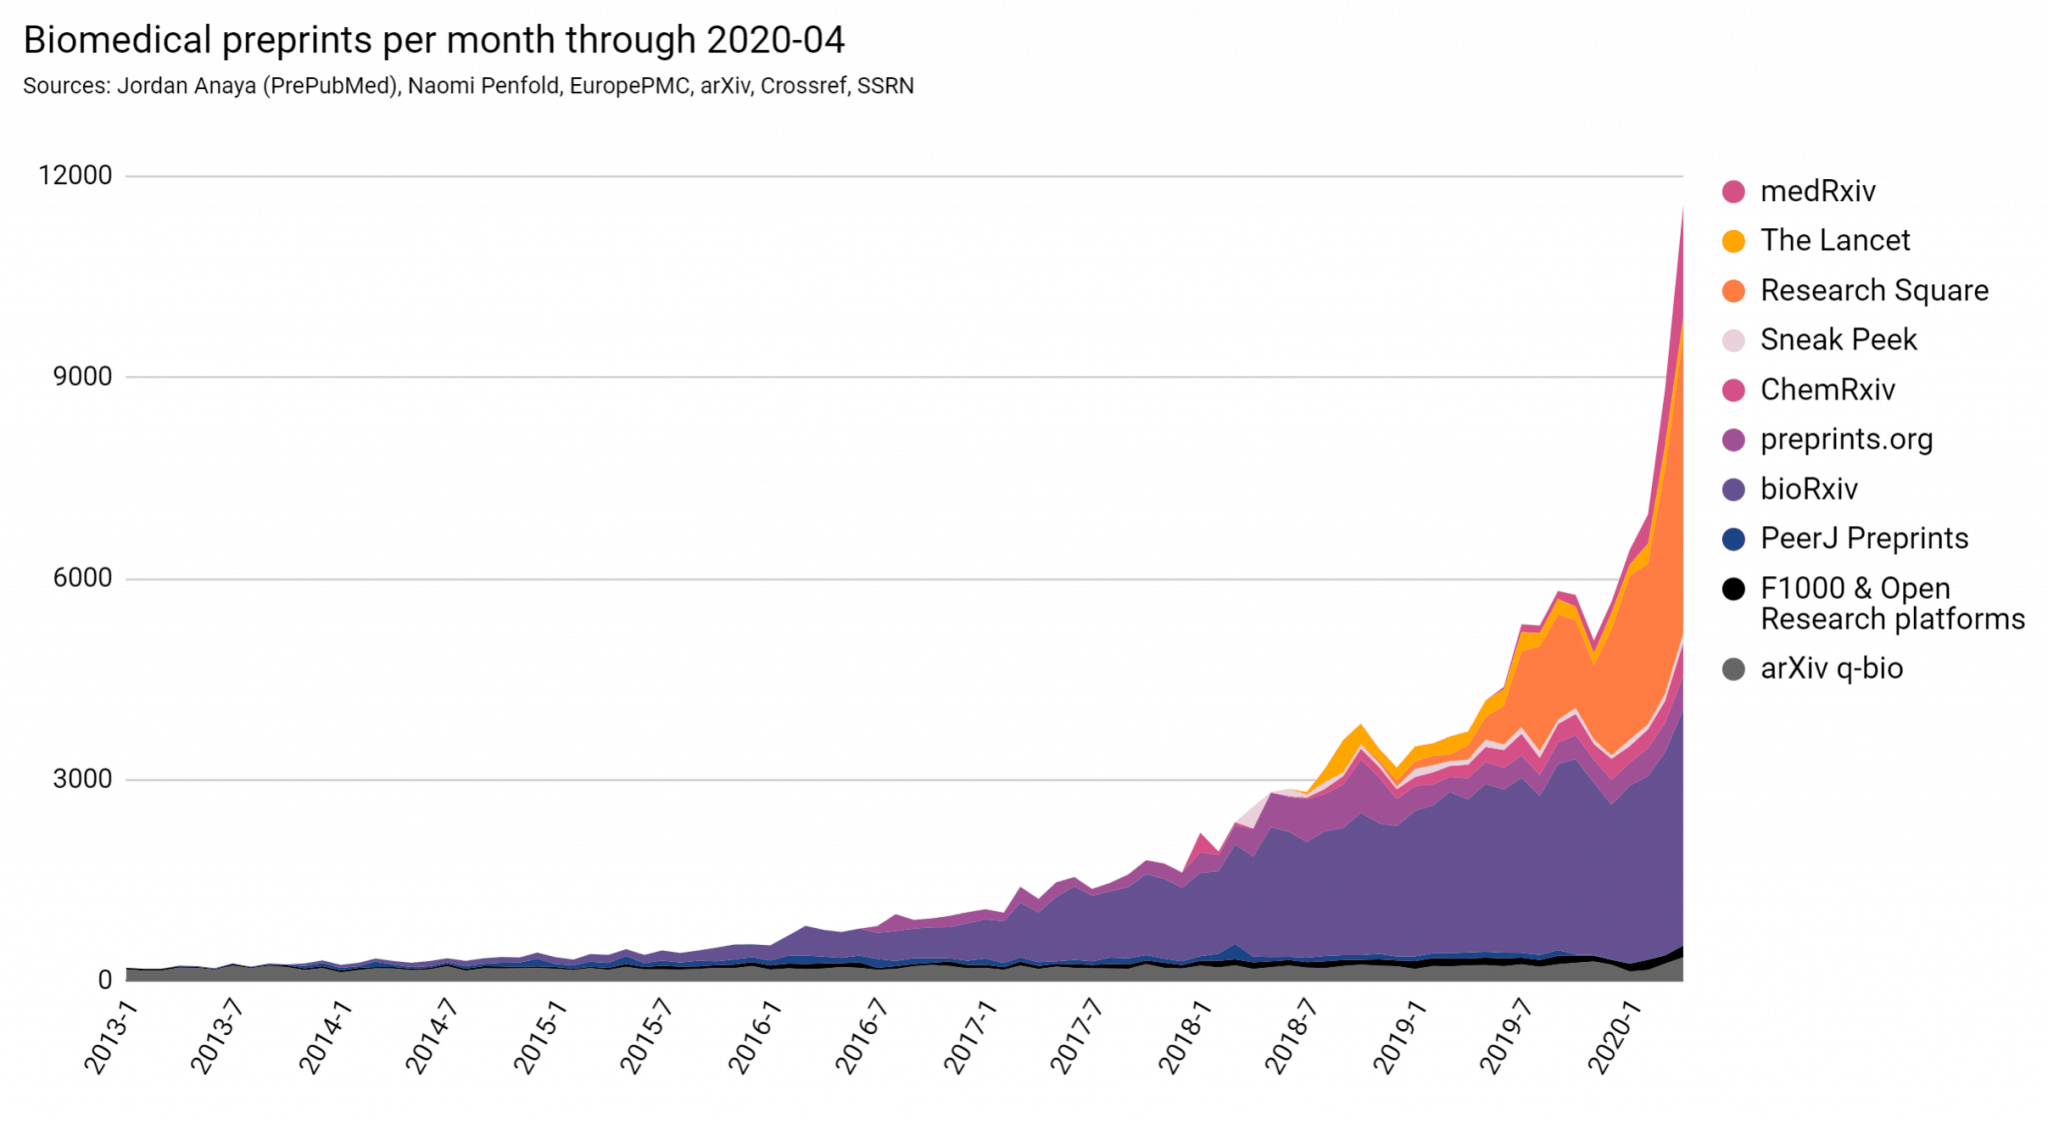 Biomedical preprints per month through 2020-04
Sources: Jordan Anaya (PrePubMed), Naomi Penfold, EuropePMC, arXiv, Crossref, SSRN
12000
9000
6000
3000
0
2013-1
2013-7
2014-1
2014-7
2015-1
2015-7
2016-1
2016-7
2017-1
2017-7
2018-1
2018-7
2019-1
2019-7
2020-1
medRxiv
The Lancet
Research Square
Sneak Peek
ChemRxiv
preprints.org
bioRxiv
PeerJ Preprints
F1000 & Open
Research platforms
arXiv q-bio